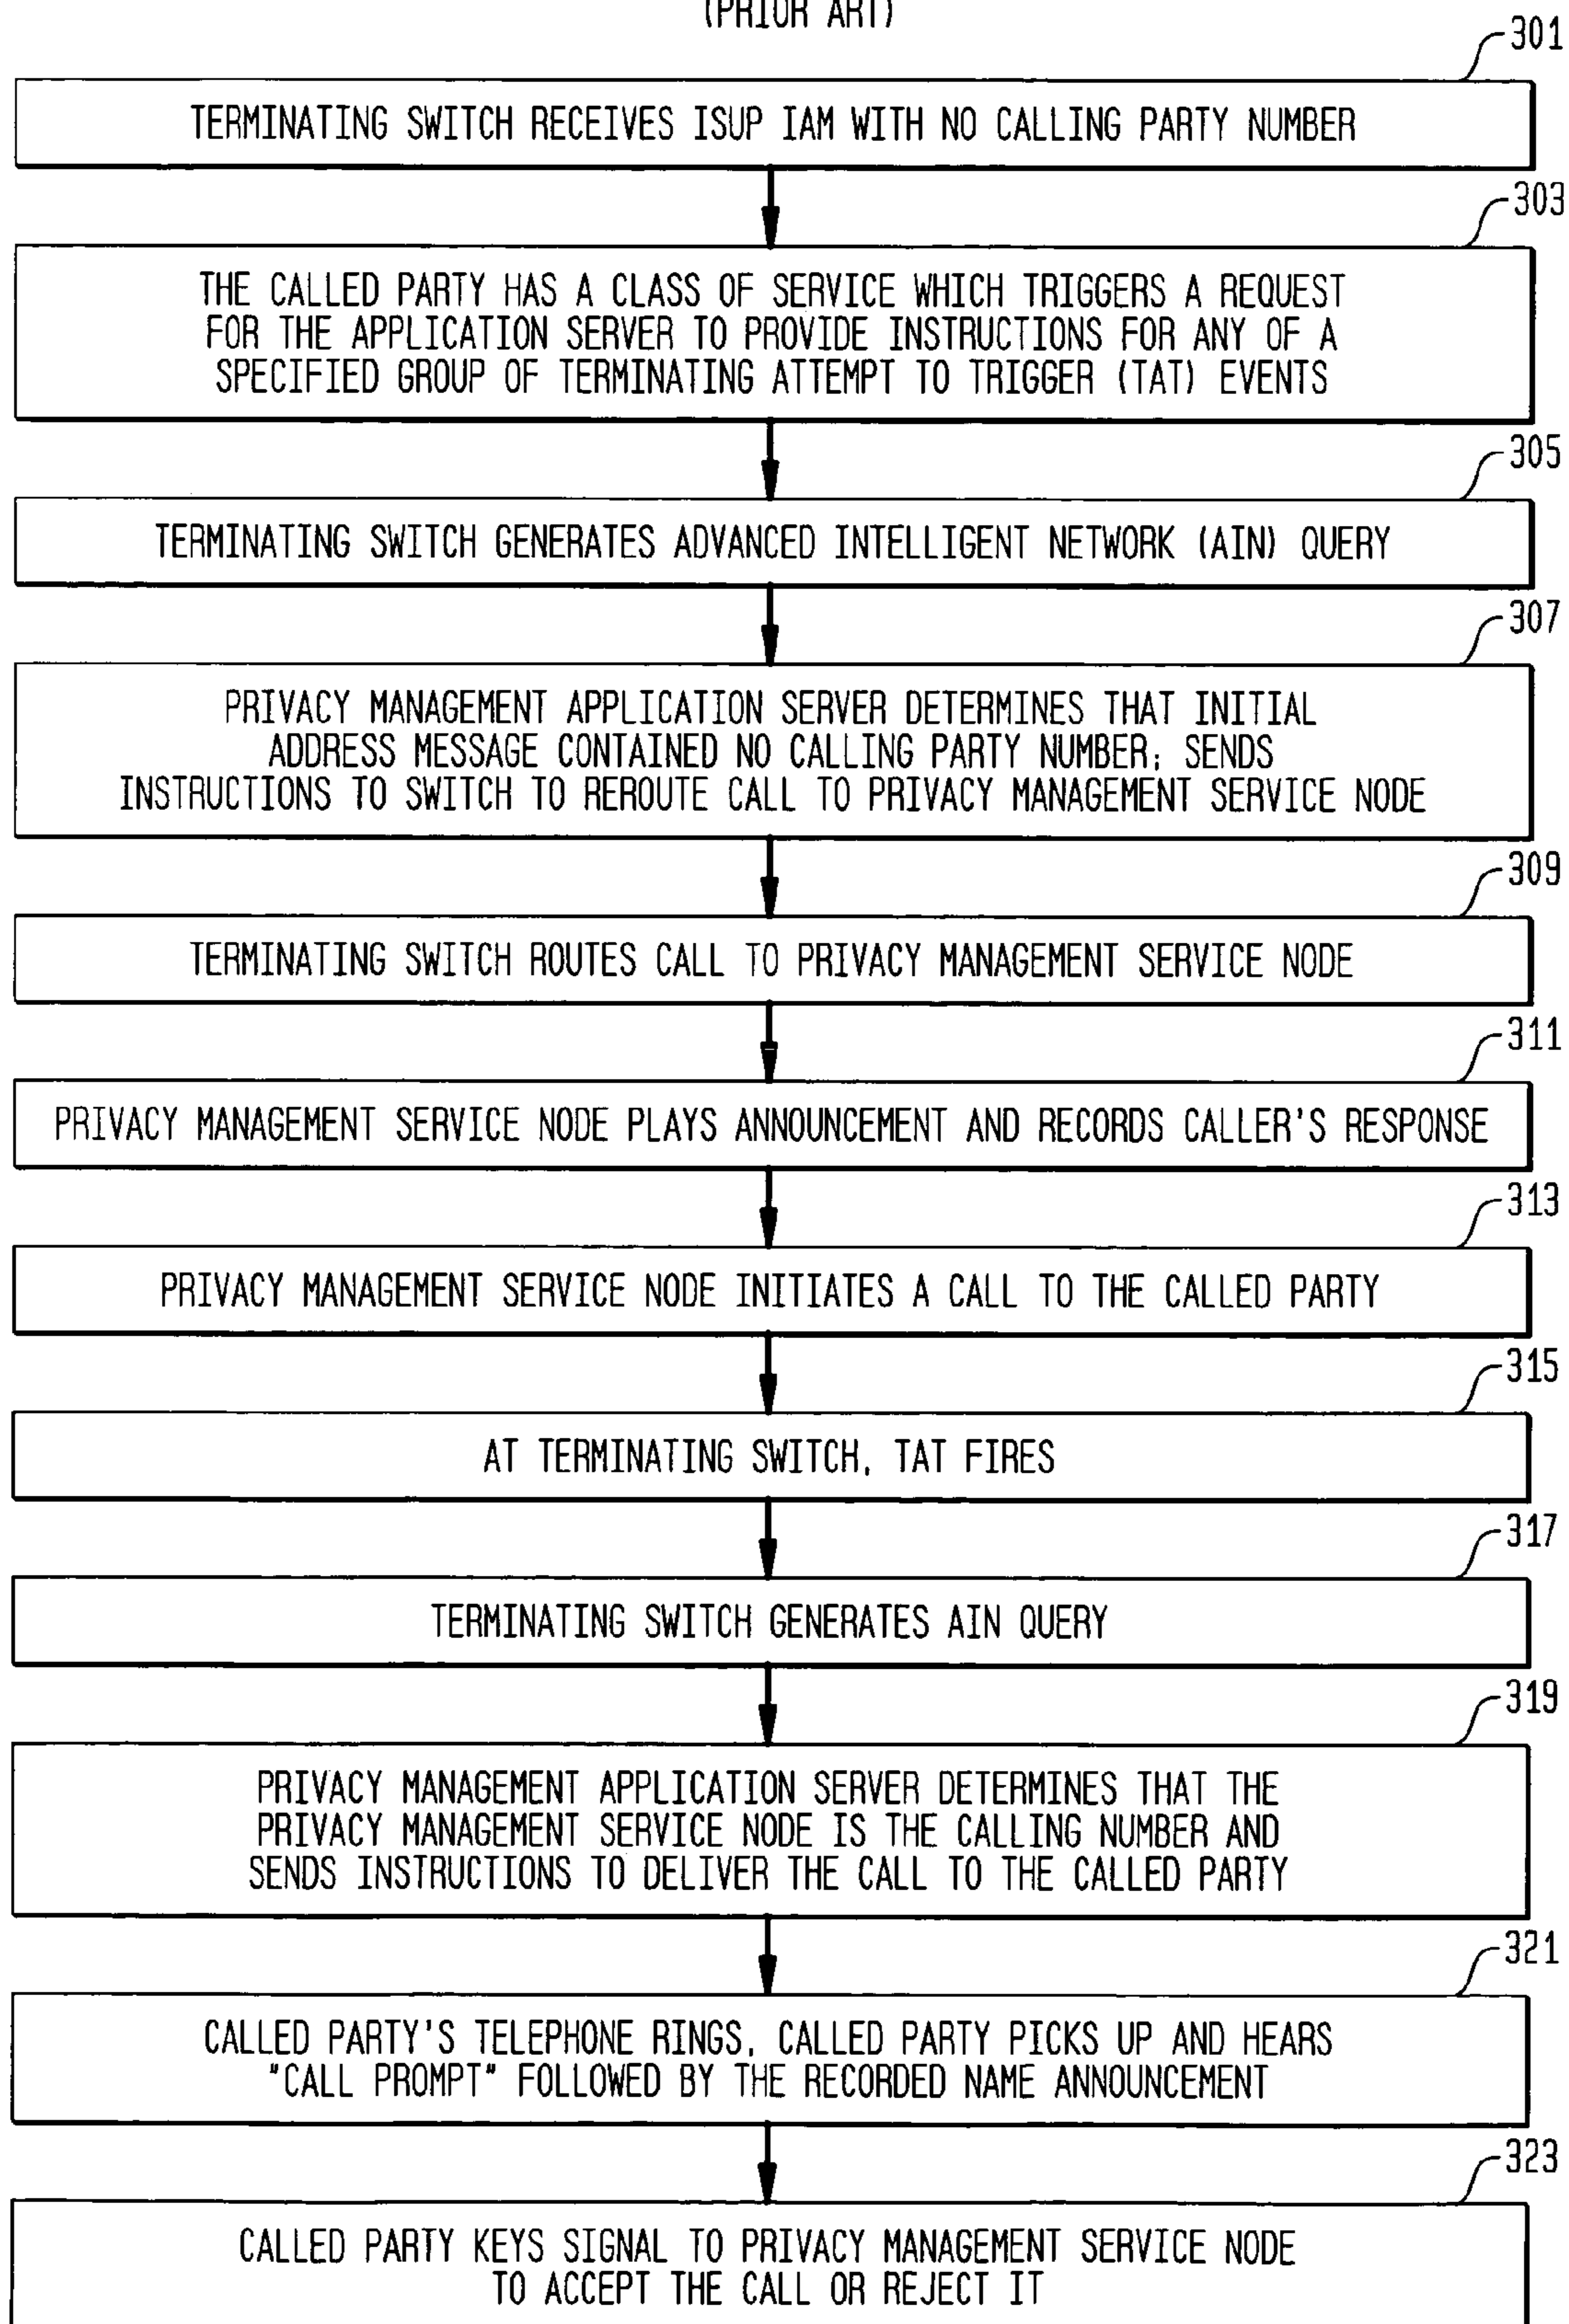 (PRIOR ART)
301
TERMINATING SWITCH RECEIVES ISUP IAM WITH NO CALLING PARTY NUMBER
303
THE CALLED PARTY HAS A CLASS OF SERVICE WHICH TRIGGERS A REQUEST
FOR THE APPLICATION SERVER TO PROVIDE INSTRUCTIONS FOR ANY OF A
SPECIFIED GROUP OF TERMINATING ATTEMPT TO TRIGGER (TAT) EVENTS
305
TERMINATING SWITCH GENERATES ADVANCED INTELLIGENT NETWORK (AIN) QUERY
307
PRIVACY MANAGEMENT APPLICATION SERVER DETERMINES THAT INITIAL
ADDRESS MESSAGE CONTAINED NO CALLING PARTY NUMBER; SENDS
INSTRUCTIONS TO SWITCH TO REROUTE CALL TO PRIVACY MANAGEMENT SERVICE NODE
309
TERMINATING SWITCH ROUTES CALL TO PRIVACY MANAGEMENT SERVICE NODE
311
PRIVACY MANAGEMENT SERVICE NODE PLAYS ANNOUNCEMENT AND RECORDS CALLER'S RESPONSE
313
PRIVACY MANAGEMENT SERVICE NODE INITIATES A CALL TO THE CALLED PARTY
315
AT TERMINATING SWITCH, TAT FIRES
317
TERMINATING SWITCH GENERATES AIN QUERY
319
PRIVACY MANAGEMENT APPLICATION SERVER DETERMINES THAT THE
PRIVACY MANAGEMENT SERVICE NODE IS THE CALLING NUMBER AND
SENDS INSTRUCTIONS TO DELIVER THE CALL TO THE CALLED PARTY
321
CALLED PARTY'S TELEPHONE RINGS, CALLED PARTY PICKS UP AND HEARS
"CALL PROMPT" FOLLOWED BY THE RECORDED NAME ANNOUNCEMENT
323
CALLED PARTY KEYS SIGNAL TO PRIVACY MANAGEMENT SERVICE NODE
TO ACCEPT THE CALL OR REJECT IT